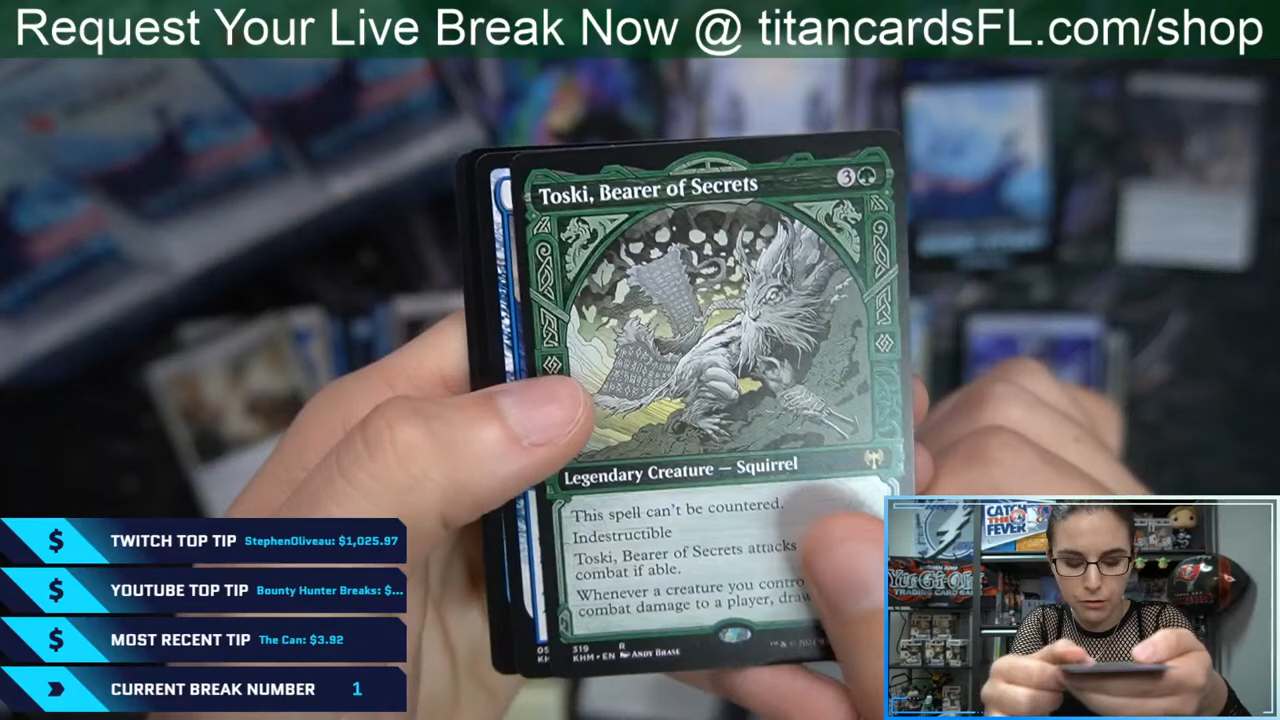 Request Your Live Break Now @ titancardsFL.com/shop
Toski, Bearer of Secrets 3
Legendary Creature — Squirrel
This spell can't be countered.
Indestructible
Toski, Bearer of Secrets attacks
combat if able.
Whenever a creature you contro
combat damage to a player, draw
319 R
KHM • EN ANDY BRASE
CATCH
THE
FEVER
Yu-Gi-Oh!
TRADING CARD GAME
$ TWITCH TOP TIP StephenOliveau: $1,025.97
$ YOUTUBE TOP TIP Bounty Hunter Breaks: $...
$ MOST RECENT TIP The Can: $3.92
CURRENT BREAK NUMBER 1